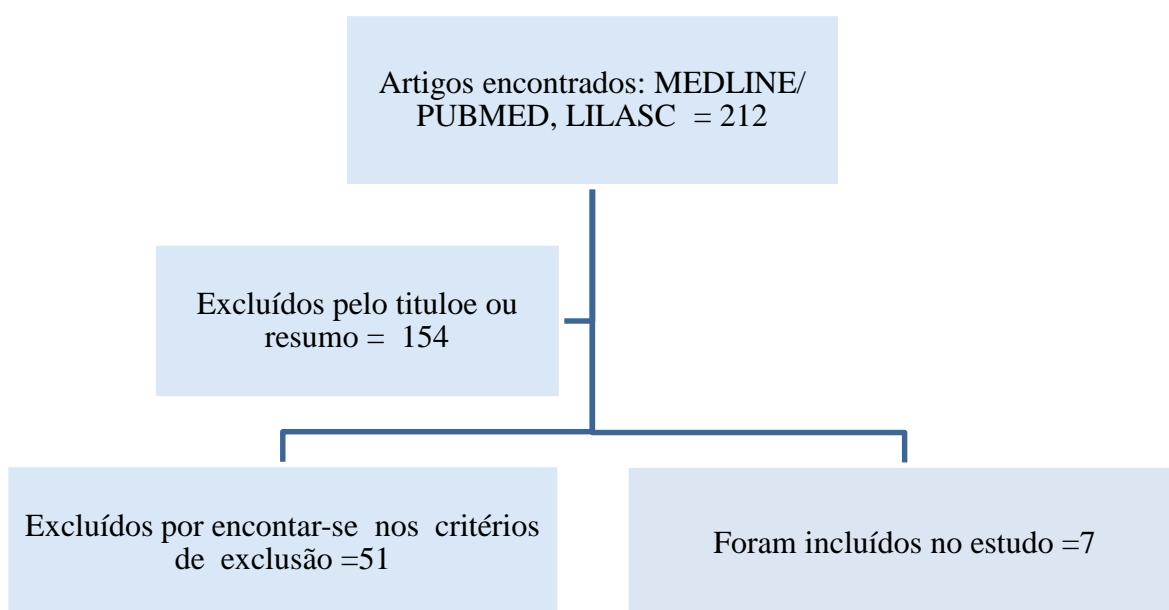 Artigos encontrados: MEDLINE/
PUBMED, LILASC = 212
Excluídos pelo tituloe ou
resumo = 154
Excluídos por encontar-se nos critérios
de exclusão =51
Foram incluídos no estudo =7